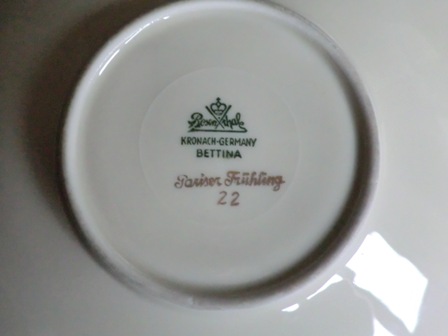 Rosenthal
KRONACH-GERMANY
BETTINA
Pariser Frühling
22